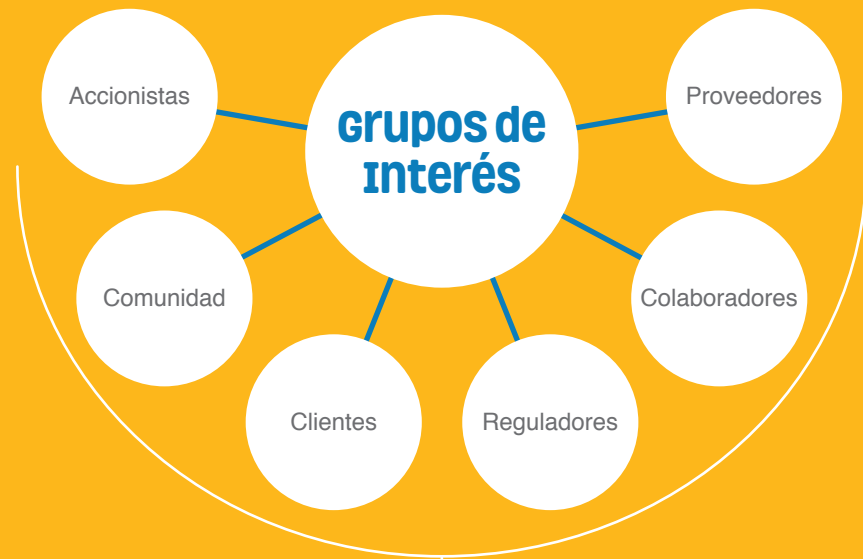 Grupos de
Interés
Accionistas
Proveedores
Comunidad
Colaboradores
Clientes
Reguladores